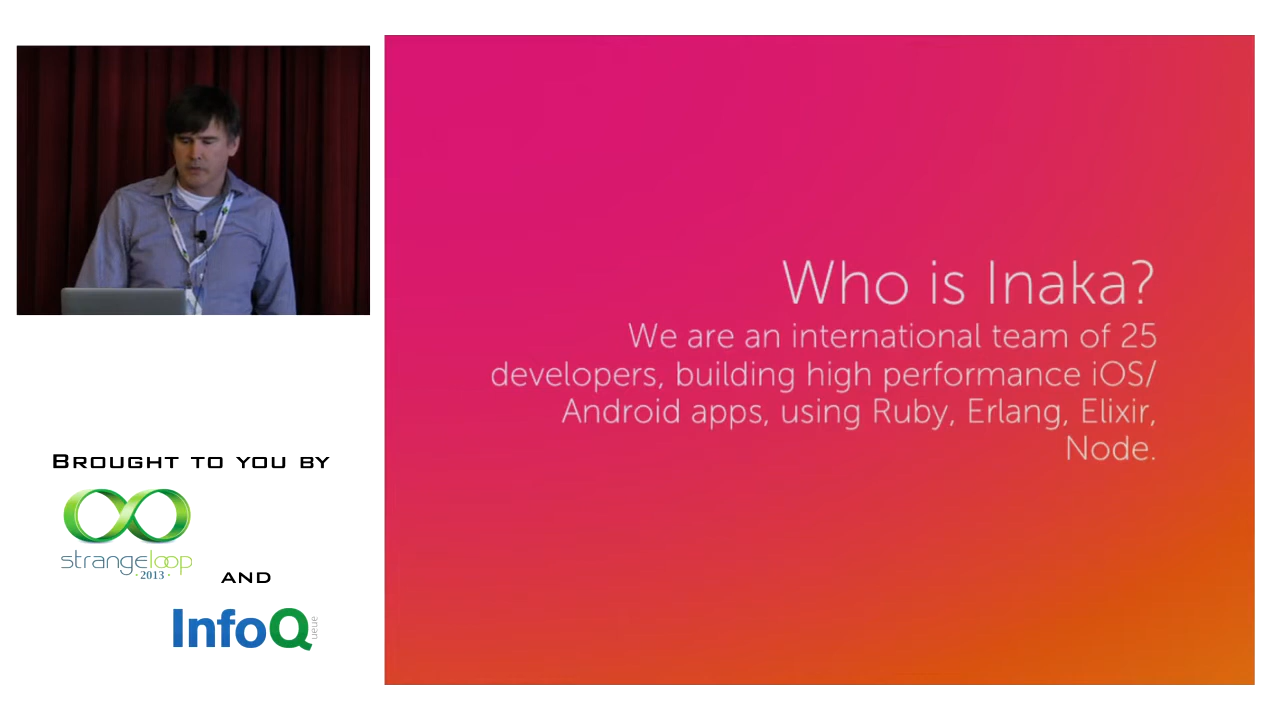 Who is Inaka?
We are an international team of 25
developers, building high performance iOS/
Android apps, using Ruby, Erlang, Elixir,
Node.
Brought to you by
strangeloop
· 2013 ·
and
InfoQ
ueue